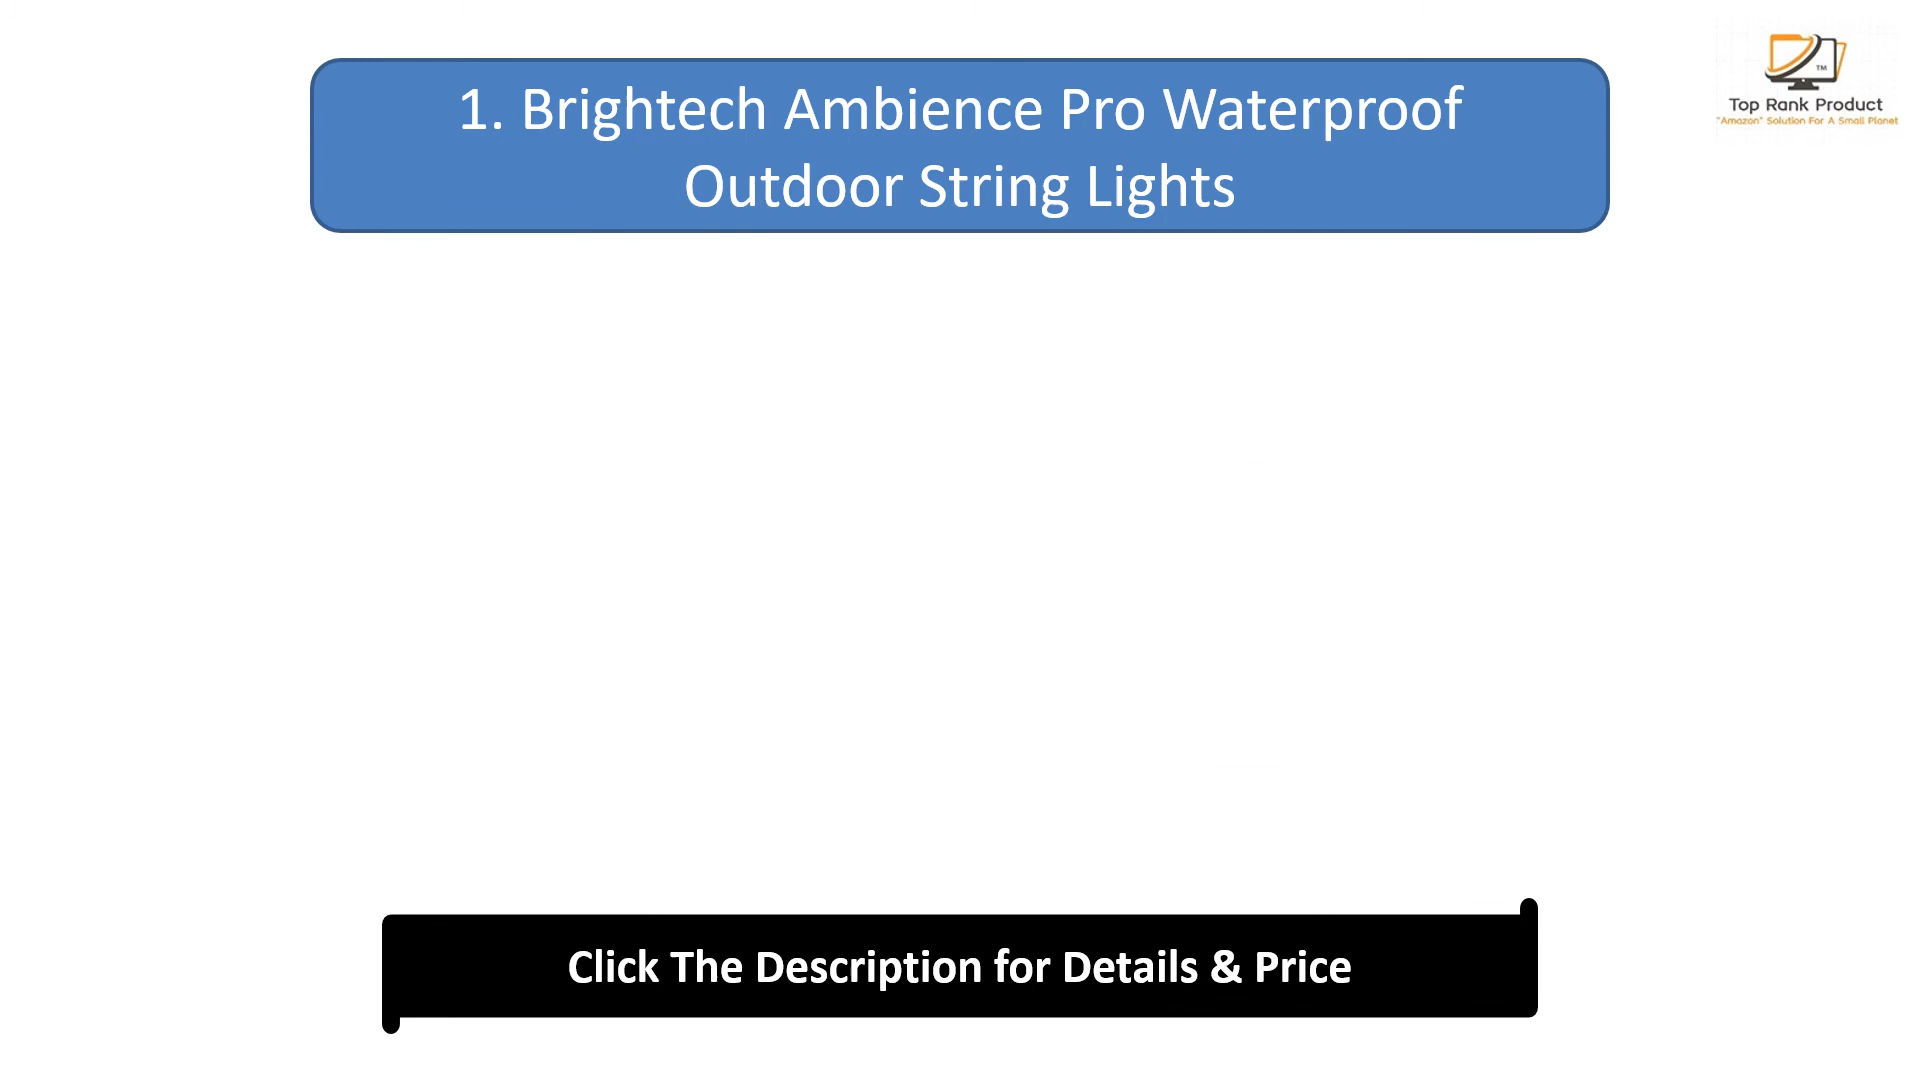 1. Brightech Ambience Pro Waterproof
Outdoor String Lights
TM
Top Rank Product
"Amazon" Solution For A Small Planet
Click The Description for Details & Price